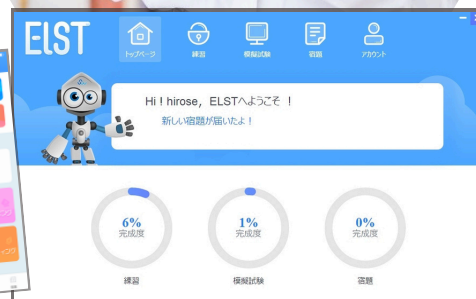 ELST
トップページ
練習
模擬試験
宿題
アカウント
Hi！hirose，ELSTへようこそ ！
新しい宿題が届いたよ！
6%
完成度
1%
完成度
0%
完成度
練習
模擬試験
宿題